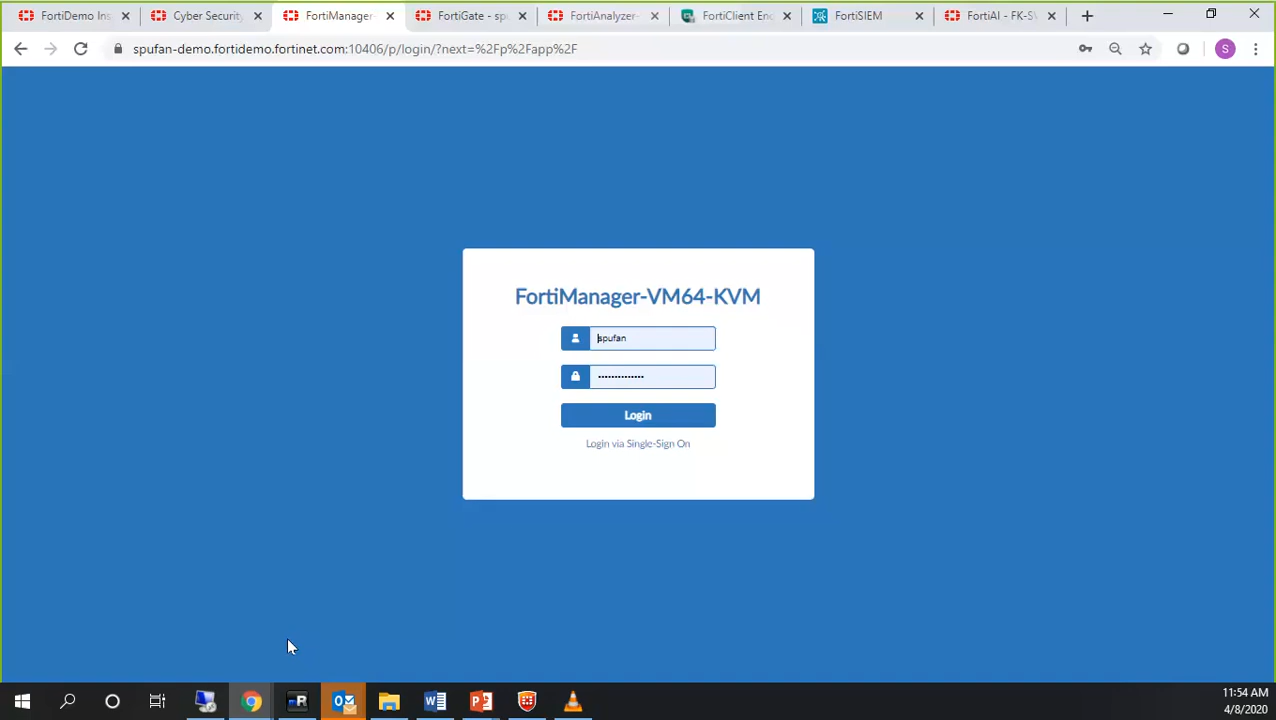 FortiDemo Ins
Cyber Security
FortiManager-
FortiGate - sp
FortiAnalyzer-
FortiClient En
FortiSIEM
FortiAI - FK-S
spufan-demo.fortidemo.fortinet.com:10406/p/login/?next=%2Fp%2Fapp%2F
S
FortiManager-VM64-KVM
spufan
••••••••••••••
Login
Login via Single-Sign On
R
11:54 AM
4/8/2020